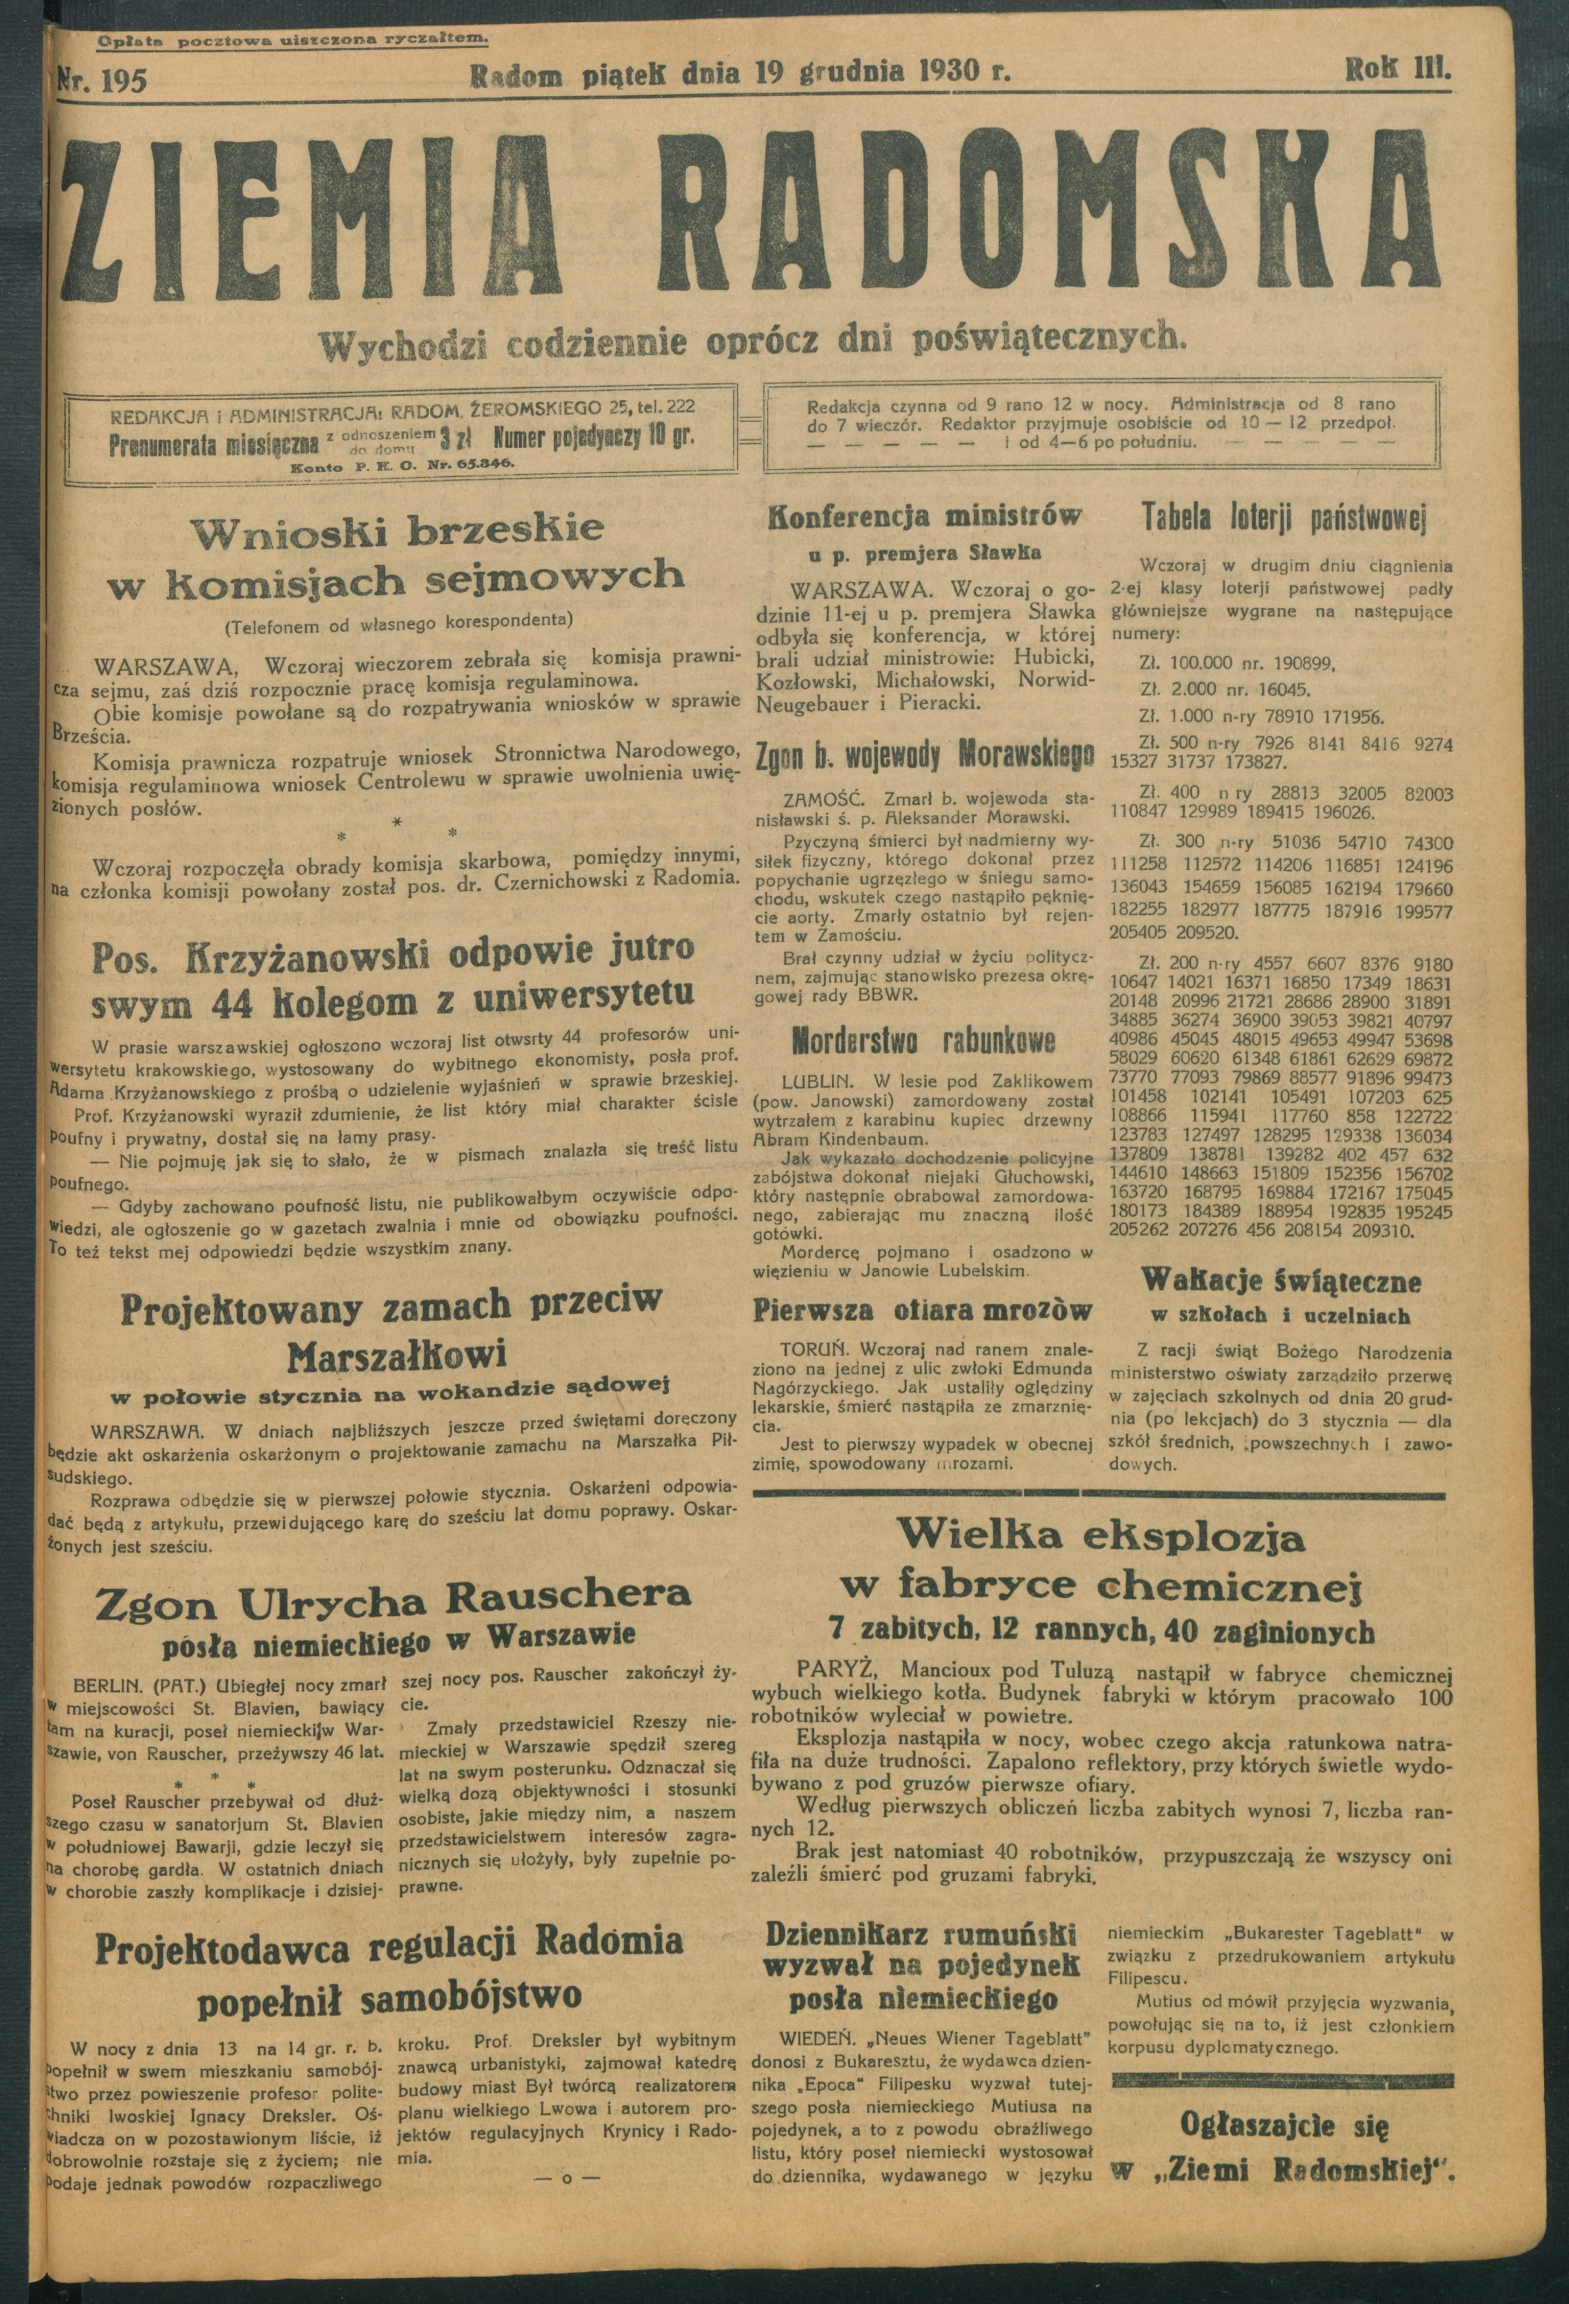 Opłata pocztowa uiszczona ryczałtem.
Nr. 195
Radom piątek dnia 19 grudnia 1930 r.
Rok III.
ZIEMIA RADOMSKA
Wychodzi codziennie oprócz dni poświątecznych.
REDAKCJA i ADMINISTRACJA: RADOM, ŻEROMSKIEGO 25, tel. 222
Prenumerata miesięczna z odnoszeniem do domu 3 zł Numer pojedynczy 10 gr.
Konto P. K. O. Nr. 65.346.
Redakcja czynna od 9 rano 12 w nocy. Administracja od 8 rano
do 7 wieczór. Redaktor przyjmuje osobiście od 10 — 12 przedpoł.
— — — — — i od 4—6 po południu. — — — — —
Wnioski brzeskie
w komisjach sejmowych
(Telefonem od własnego korespondenta)
WARSZAWA, Wczoraj wieczorem zebrała się komisja prawni-
cza sejmu, zaś dziś rozpocznie pracę komisja regulaminowa.
Obie komisje powołane są do rozpatrywania wniosków w sprawie
Brześcia.
Komisja prawnicza rozpatruje wniosek Stronnictwa Narodowego,
komisja regulaminowa wniosek Centrolewu w sprawie uwolnienia uwię-
zionych posłów.
* * *
Wczoraj rozpoczęła obrady komisja skarbowa, pomiędzy innymi,
na członka komisji powołany został pos. dr. Czernichowski z Radomia.
Pos. Krzyżanowski odpowie jutro
swym 44 kolegom z uniwersytetu
W prasie warszawskiej ogłoszono wczoraj list otwsrty 44 profesorów uni-
wersytetu krakowskiego, wystosowany do wybitnego ekonomisty, posła prof.
Adama Krzyżanowskiego z prośbą o udzielenie wyjaśnień w sprawie brzeskiej.
Prof. Krzyżanowski wyraził zdumienie, że list który miał charakter ścisle
poufny i prywatny, dostał się na łamy prasy.
— Nie pojmuję jak się to słało, że w pismach znalazła się treść listu
poufnego.
— Gdyby zachowano poufność listu, nie publikowałbym oczywiście odpo-
wiedzi, ale ogłoszenie go w gazetach zwalnia i mnie od obowiązku poufności.
To też tekst mej odpowiedzi będzie wszystkim znany.
Projektowany zamach przeciw
Marszałkowi
w połowie stycznia na wokandzie sądowej
WARSZAWA. W dniach najbliższych jeszcze przed świętami doręczony
będzie akt oskarżenia oskarżonym o projektowanie zamachu na Marszałka Pił-
sudskiego.
Rozprawa odbędzie się w pierwszej połowie stycznia. Oskarżeni odpowia-
dać będą z artykułu, przewidującego karę do sześciu lat domu poprawy. Oskar-
żonych jest sześciu.
Zgon Ulrycha Rauschera
posła niemieckiego w Warszawie
BERLIN. (PAT.) Ubiegłej nocy zmarł
w miejscowości St. Blavien, bawiący
tam na kuracji, poseł niemiecki w War-
szawie, von Rauscher, przeżywszy 46 lat.
* * *
Poseł Rauscher przebywał od dłuż-
szego czasu w sanatorjum St. Blavien
w południowej Bawarji, gdzie leczył się
na chorobę gardła. W ostatnich dniach
w chorobie zaszły komplikacje i dzisiej-
szej nocy pos. Rauscher zakończył ży-
cie.
Zmały przedstawiciel Rzeszy nie-
mieckiej w Warszawie spędził szereg
lat na swym posterunku. Odznaczał się
wielką dozą objektywności i stosunki
osobiste, jakie między nim, a naszem
przedstawicielstwem interesów zagra-
nicznych się ułożyły, były zupełnie po-
prawne.
Projektodawca regulacji Radomia
popełnił samobójstwo
W nocy z dnia 13 na 14 gr. r. b.
popełnił w swem mieszkaniu samobój-
stwo przez powieszenie profesor polite-
chniki lwoskiej Ignacy Dreksler. Oś-
wiadcza on w pozostawionym liście, iż
dobrowolnie rozstaje się z życiem; nie
podaje jednak powodów rozpaczliwego
kroku. Prof. Dreksler był wybitnym
znawcą urbanistyki, zajmował katedrę
budowy miast Był twórcą realizatorem
planu wielkiego Lwowa i autorem pro-
jektów regulacyjnych Krynicy i Rado-
mia.
— o —
Konferencja ministrów
u p. premjera Sławka
WARSZAWA. Wczoraj o go-
dzinie 11-ej u p. premjera Sławka
odbyła się konferencja, w której
brali udział ministrowie: Hubicki,
Kozłowski, Michałowski, Norwid-
Neugebauer i Pieracki.
Zgon b. wojewody Morawskiego
ZAMOŚĆ. Zmarł b. wojewoda sta-
nisławski ś. p. Aleksander Morawski.
Pzyczyną śmierci był nadmierny wy-
siłek fizyczny, którego dokonał przez
popychanie ugrzęzłego w śniegu samo-
chodu, wskutek czego nastąpiło pęknię-
cie aorty. Zmarły ostatnio był rejen-
tem w Zamościu.
Brał czynny udział w życiu politycz-
nem, zajmując stanowisko prezesa okrę-
gowej rady BBWR.
Morderstwo rabunkowe
LUBLIN. W lesie pod Zaklikowem
(pow. Janowski) zamordowany został
wytrzałem z karabinu kupiec drzewny
Abram Kindenbaum.
Jak wykazało dochodzenie policyjne
zabójstwa dokonał niejaki Głuchowski,
który następnie obrabował zamordowa-
nego, zabierając mu znaczną ilość
gotówki.
Mordercę pojmano i osadzono w
więzieniu w Janowie Lubelskim.
Pierwsza ofiara mrozòw
TORUŃ. Wczoraj nad ranem znale-
ziono na jednej z ulic zwłoki Edmunda
Nagórzyckiego. Jak ustalily oględziny
lekarskie, śmierć nastąpiła ze zmarznię-
cia.
Jest to pierwszy wypadek w obecnej
zimię, spowodowany mrozami.
Tabela loterji państwowej
Wczoraj w drugim dniu ciągnienia
2-ej klasy loterji państwowej padły
główniejsze wygrane na następujące
numery:
Zł. 100.000 nr. 190899,
Zł. 2.000 nr. 16045.
Zł. 1.000 n-ry 78910 171956.
Zł. 500 n-ry 7926 8141 8416 9274
15327 31737 173827.
Zł. 400 n ry 28813 32005 82003
110847 129989 189415 196026.
Zł. 300 n-ry 51036 54710 74300
111258 112572 114206 116851 124196
136043 154659 156085 162194 179660
182255 182977 187775 187916 199577
205405 209520.
Zł. 200 n-ry 4557 6607 8376 9180
10647 14021 16371 16850 17349 18631
20148 20996 21721 28686 28900 31891
34885 36274 36900 39053 39821 40797
40986 45045 48015 49653 49947 53698
58029 60620 61348 61861 62629 69872
73770 77093 79869 88577 91896 99473
101458 102141 105491 107203 625
108866 115941 117760 858 122722
123783 127497 128295 129338 136034
137809 138781 139282 402 457 632
144610 148663 151809 152356 156702
163720 168795 169884 172167 175045
180173 184389 188954 192835 195245
205262 207276 456 208154 209310.
Wakacje świąteczne
w szkołach i uczelniach
Z racji świąt Bożego Narodzenia
ministerstwo oświaty zarządziło przerwę
w zajęciach szkolnych od dnia 20 grud-
nia (po lekcjach) do 3 stycznia — dla
szkół średnich, powszechnych i zawo-
dowych.
Wielka eksplozja
w fabryce chemicznej
7 zabitych, 12 rannych, 40 zaginionych
PARYŻ, Mancioux pod Tuluzą nastąpił w fabryce chemicznej
wybuch wielkiego kotła. Budynek fabryki w którym pracowało 100
robotników wyleciał w powietre.
Eksplozja nastąpiła w nocy, wobec czego akcja ratunkowa natra-
fiła na duże trudności. Zapalono reflektory, przy których świetle wydo-
bywano z pod gruzów pierwsze ofiary.
Według pierwszych obliczeń liczba zabitych wynosi 7, liczba ran-
nych 12.
Brak jest natomiast 40 robotników, przypuszczają że wszyscy oni
zaleźli śmierć pod gruzami fabryki.
Dziennikarz rumuński
wyzwał na pojedynek
posła niemieckiego
WIEDEŃ. „Neues Wiener Tageblatt”
donosi z Bukaresztu, że wydawca dzien-
nika „Epoca” Filipesku wyzwał tutej-
szego posła niemieckiego Mutiusa na
pojedynek, a to z powodu obraźliwego
listu, który poseł niemiecki wystosował
do dziennika, wydawanego w języku
niemieckim „Bukarester Tageblatt” w
związku z przedrukowaniem artykułu
Filipescu.
Mutius odmówił przyjęcia wyzwania,
powołując się na to, iż jest członkiem
korpusu dyplomatycznego.
Ogłaszajcie się
w „Ziemi Radomskiej”.